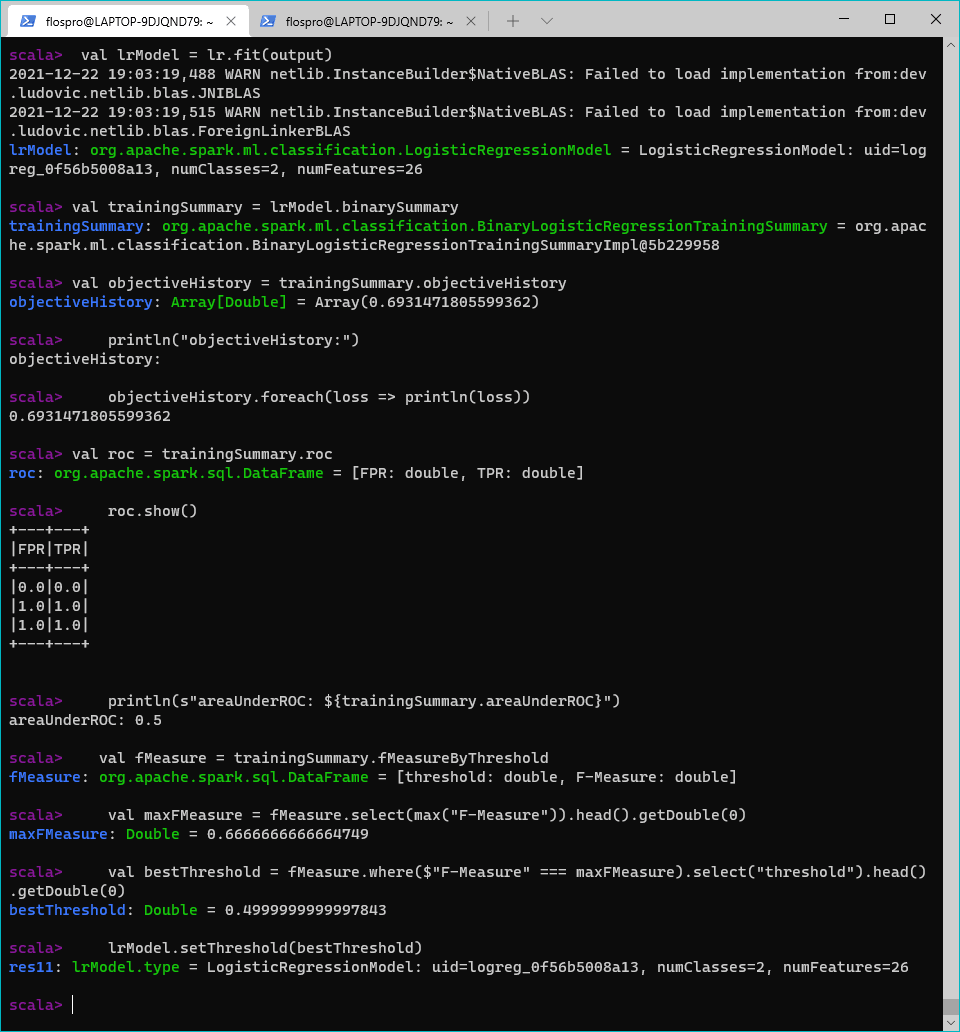 flospro@LAPTOP-9DJQND79: ~
flospro@LAPTOP-9DJQND79: ~
scala>  val lrModel = lr.fit(output)
2021-12-22 19:03:19,488 WARN netlib.InstanceBuilder$NativeBLAS: Failed to load implementation from:dev
.ludovic.netlib.blas.JNIBLAS
2021-12-22 19:03:19,515 WARN netlib.InstanceBuilder$NativeBLAS: Failed to load implementation from:dev
.ludovic.netlib.blas.ForeignLinkerBLAS
lrModel: org.apache.spark.ml.classification.LogisticRegressionModel = LogisticRegressionModel: uid=log
reg_0f56b5008a13, numClasses=2, numFeatures=26
scala> val trainingSummary = lrModel.binarySummary
trainingSummary: org.apache.spark.ml.classification.BinaryLogisticRegressionTrainingSummary = org.apac
he.spark.ml.classification.BinaryLogisticRegressionTrainingSummaryImpl@5b229958
scala> val objectiveHistory = trainingSummary.objectiveHistory
objectiveHistory: Array[Double] = Array(0.6931471805599362)
scala>     println("objectiveHistory:")
objectiveHistory:
scala>     objectiveHistory.foreach(loss => println(loss))
0.6931471805599362
scala> val roc = trainingSummary.roc
roc: org.apache.spark.sql.DataFrame = [FPR: double, TPR: double]
scala>     roc.show()
+---+---+
|FPR|TPR|
+---+---+
|0.0|0.0|
|1.0|1.0|
|1.0|1.0|
+---+---+
scala>     println(s"areaUnderROC: ${trainingSummary.areaUnderROC}")
areaUnderROC: 0.5
scala>    val fMeasure = trainingSummary.fMeasureByThreshold
fMeasure: org.apache.spark.sql.DataFrame = [threshold: double, F-Measure: double]
scala>     val maxFMeasure = fMeasure.select(max("F-Measure")).head().getDouble(0)
maxFMeasure: Double = 0.6666666666664749
scala>     val bestThreshold = fMeasure.where($"F-Measure" === maxFMeasure).select("threshold").head()
.getDouble(0)
bestThreshold: Double = 0.4999999999997843
scala>     lrModel.setThreshold(bestThreshold)
res11: lrModel.type = LogisticRegressionModel: uid=logreg_0f56b5008a13, numClasses=2, numFeatures=26
scala>